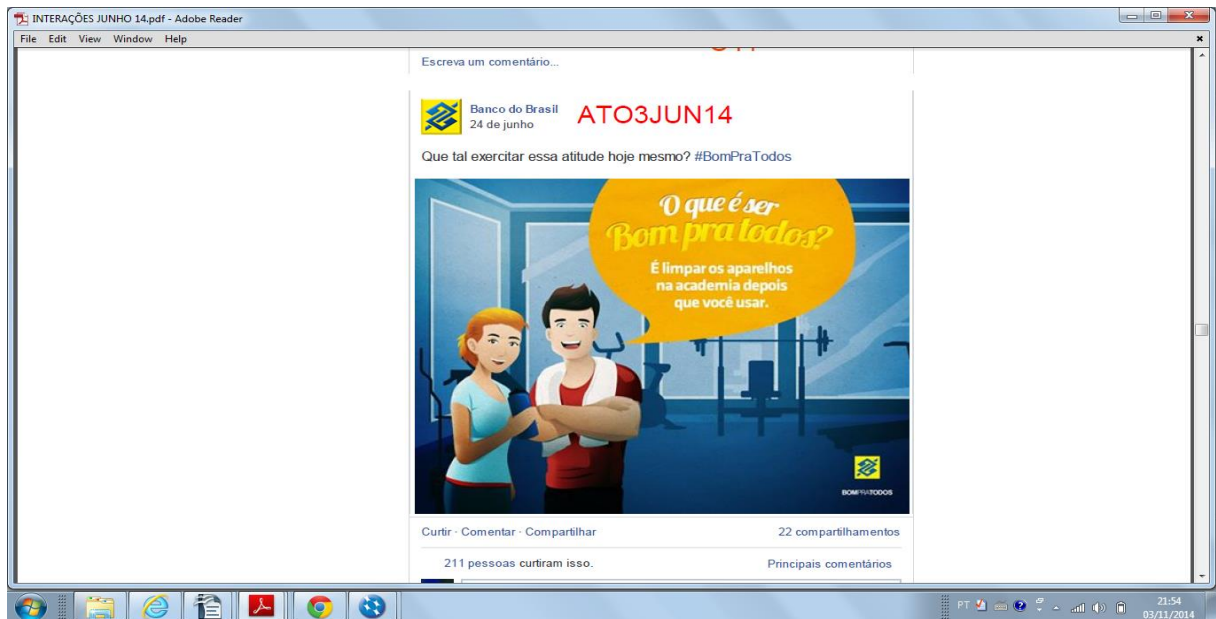 INTERAÇÕES JUNHO 14.pdf - Adobe Reader
File Edit View Window Help
Escreva um comentário...
Banco do Brasil
24 de junho
ATO3JUN14
Que tal exercitar essa atitude hoje mesmo? #BomPraTodos
O que é ser
Bom pra todos?
É limpar os aparelhos
na academia depois
que você usar.
BOMPRATODOS
Curtir · Comentar · Compartilhar
22 compartilhamentos
211 pessoas curtiram isso.
Principais comentários
PT
21:54
03/11/2014